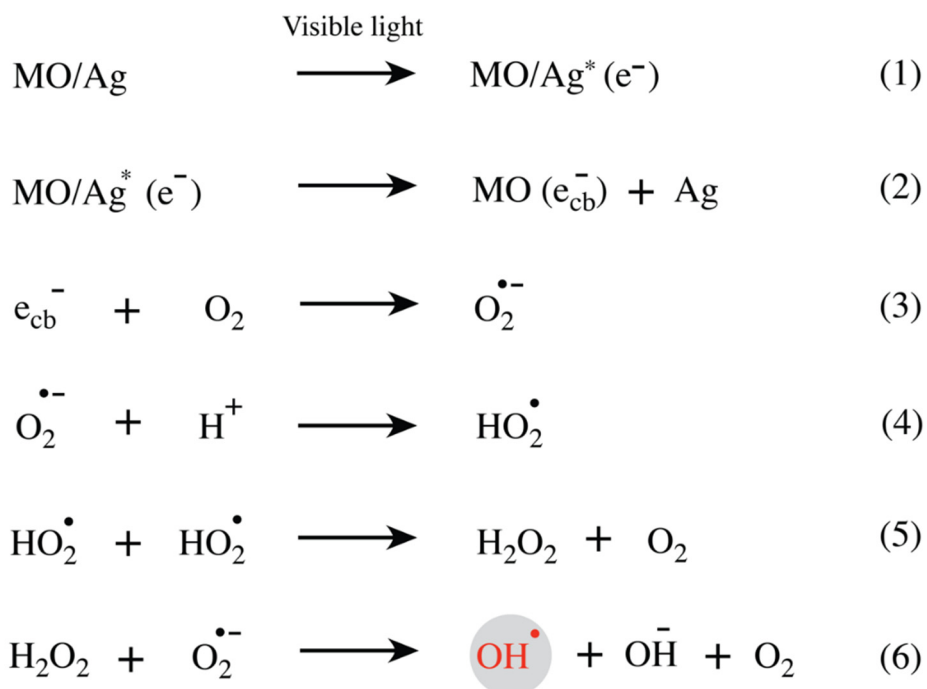 Visible light
MO/Ag ⟶ MO/Ag* (e⁻) (1)
MO/Ag* (e⁻) ⟶ MO (e⁻cb) + Ag (2)
ecb⁻ + O₂ ⟶ O₂•⁻ (3)
O₂•⁻ + H⁺ ⟶ HO₂• (4)
HO₂• + HO₂• ⟶ H₂O₂ + O₂ (5)
H₂O₂ + O₂•⁻ ⟶ OH• + OH⁻ + O₂ (6)